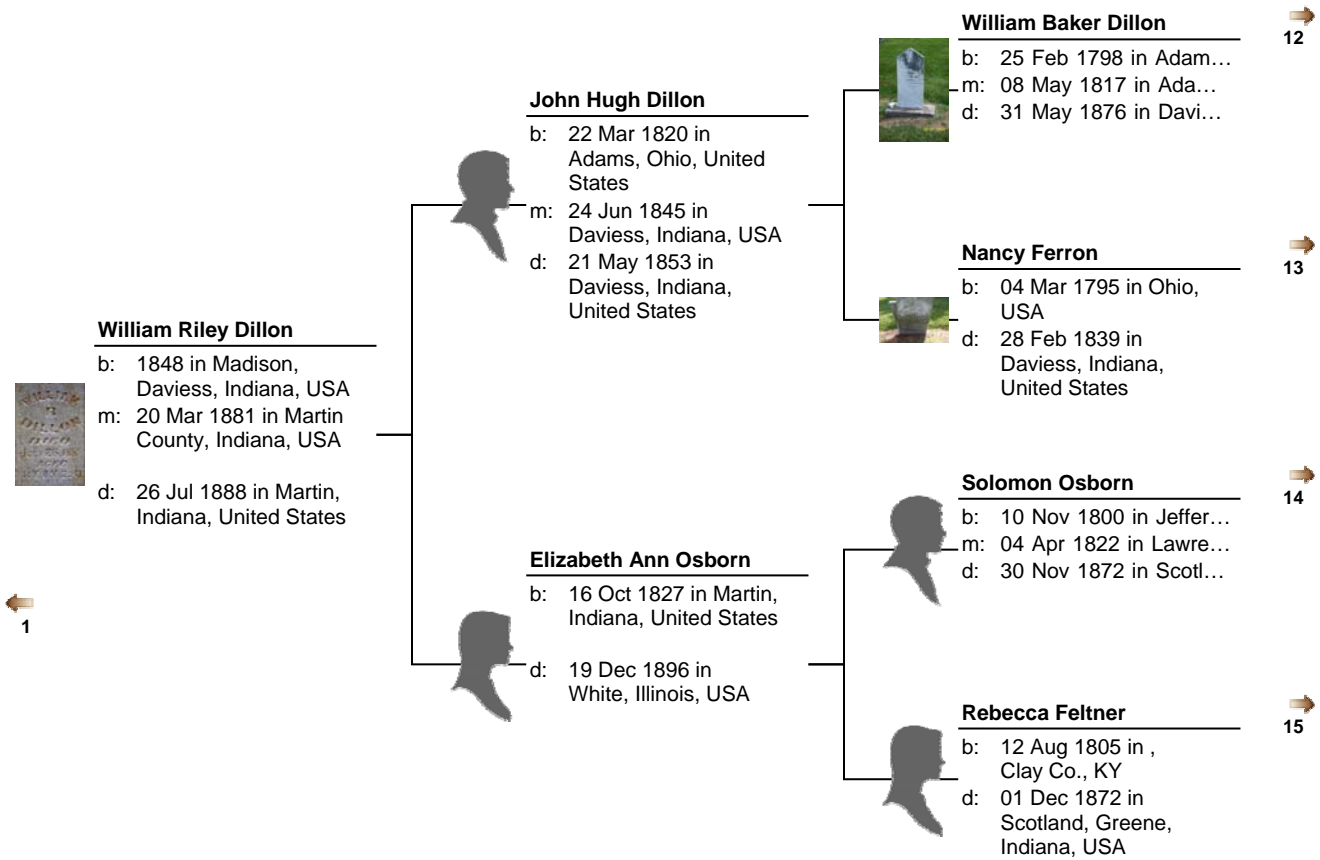 William Baker Dillon
b: 25 Feb 1798 in Adam…
m: 08 May 1817 in Ada…
d: 31 May 1876 in Davi…
12
John Hugh Dillon
b: 22 Mar 1820 in
Adams, Ohio, United
States
m: 24 Jun 1845 in
Daviess, Indiana, USA
d: 21 May 1853 in
Daviess, Indiana,
United States
Nancy Ferron
b: 04 Mar 1795 in Ohio,
USA
d: 28 Feb 1839 in
Daviess, Indiana,
United States
13
William Riley Dillon
b: 1848 in Madison,
Daviess, Indiana, USA
m: 20 Mar 1881 in Martin
County, Indiana, USA
d: 26 Jul 1888 in Martin,
Indiana, United States
WILLIAM
R
DILLON
DIED
1
Solomon Osborn
b: 10 Nov 1800 in Jeffer…
m: 04 Apr 1822 in Lawre…
d: 30 Nov 1872 in Scotl…
14
Elizabeth Ann Osborn
b: 16 Oct 1827 in Martin,
Indiana, United States
d: 19 Dec 1896 in
White, Illinois, USA
Rebecca Feltner
b: 12 Aug 1805 in ,
Clay Co., KY
d: 01 Dec 1872 in
Scotland, Greene,
Indiana, USA
15